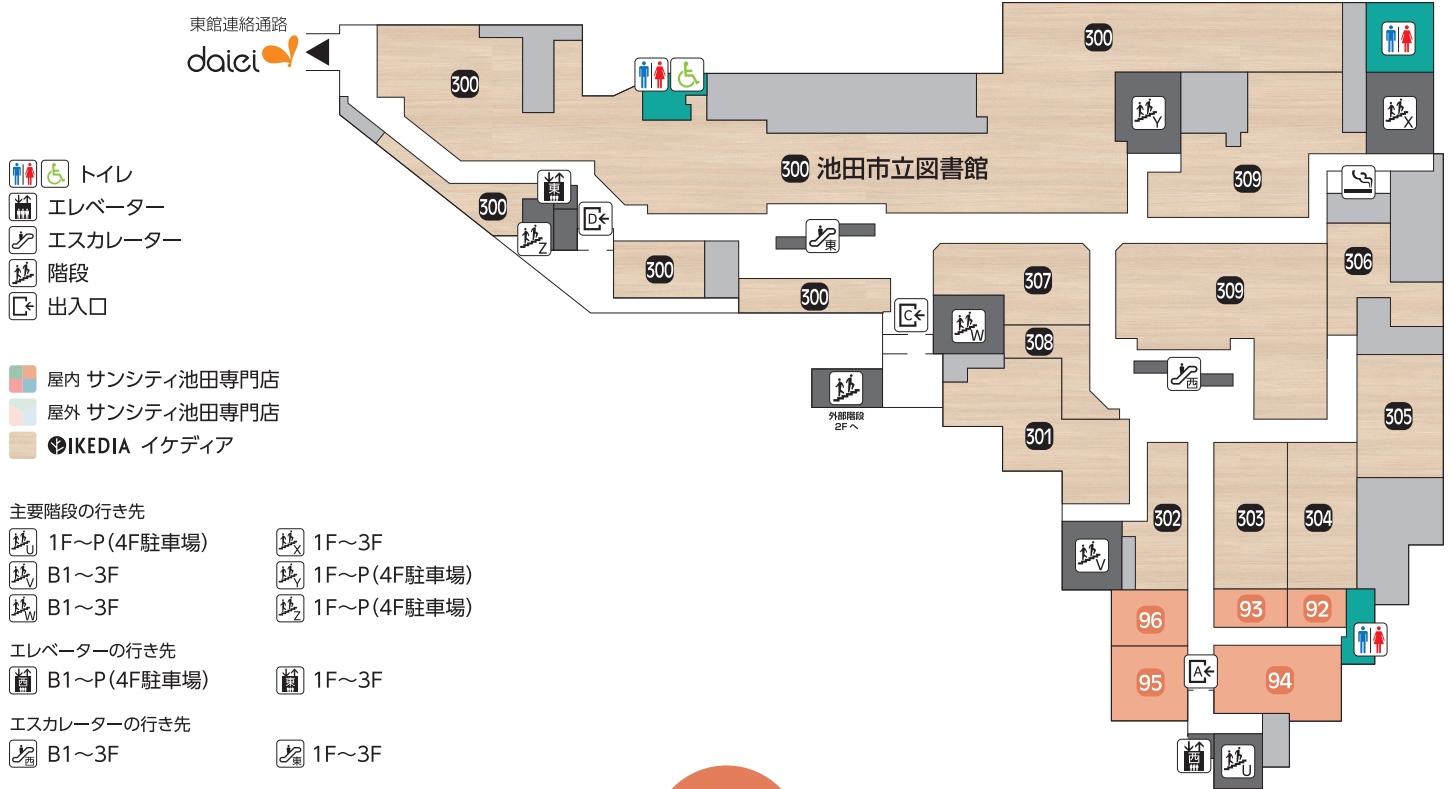 東館連絡通路
daiei
300
300
300
300
300
300 池田市立図書館
309
309
306
307
308
301
305
302
303
304
96
93
92
95
94
東
D
Z
東
C
W
Y
X
西
V
A
西
U
外部階段
2Fへ
トイレ
エレベーター
エスカレーター
階段
出入口
屋内 サンシティ池田専門店
屋外 サンシティ池田専門店
IKEDIA イケディア
主要階段の行き先
U 1F〜P(4F駐車場)
V B1〜3F
W B1〜3F
X 1F〜3F
Y 1F〜P(4F駐車場)
Z 1F〜P(4F駐車場)
エレベーターの行き先
西 B1〜P(4F駐車場)
東 1F〜3F
エスカレーターの行き先
西 B1〜3F
東 1F〜3F